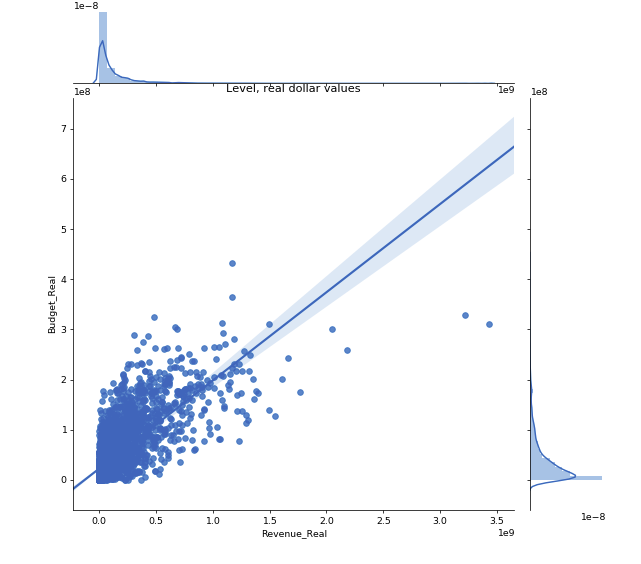 1e-8
1e9
1e8
Level, real dollar values
1e8
7
6
5
4
3
2
1
0
Budget_Real
0.0 0.5 1.0 1.5 2.0 2.5 3.0 3.5
Revenue_Real
1e9
1e-8